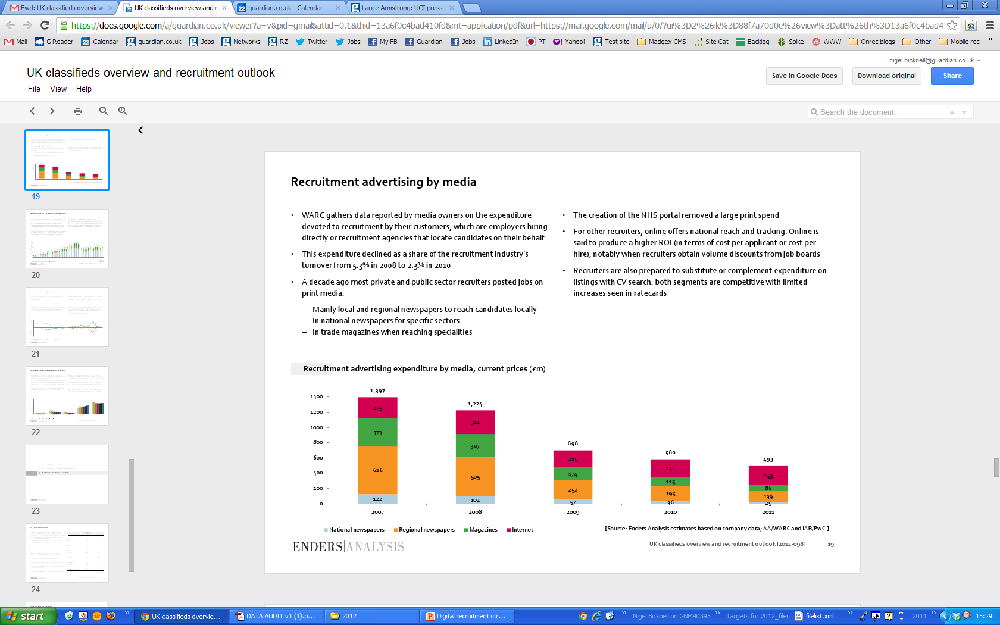 Fwd: UK classifieds overview
UK classifieds overview and r
guardian.co.uk - Calendar
Lance Armstrong: UCI press c
https://docs.google.com/a/guardian.co.uk/viewer?a=v&pid=gmail&attid=0.1&thid=13a6f0c4bad410fd&mt=application/pdf&url=https://mail.google.com/mail/u/0/?ui%3D2%26ik%3D88f7a70d0e%26view%3Datt%26th%3D13a6f0c4bad4
Mail G Reader 22 Calendar guardian.co.uk Jobs Networks RZ Twitter Jobs My FB Guardian Jobs LinkedIn PT Yahoo! Test site Madgex CMS Site Cat Backlog Spike WWW Onrec blogs Other Mobile rec »
nigel.bicknell@guardian.co.uk
UK classifieds overview and recruitment outlook
Save in Google Docs Download original Share
File View Help
Search the document.
19
20
21
22
23
24
Recruitment advertising by media
• WARC gathers data reported by media owners on the expenditure
devoted to recruitment by their customers, which are employers hiring
directly or recruitment agencies that locate candidates on their behalf
• This expenditure declined as a share of the recruitment industry's
turnover from 5.3% in 2008 to 2.3% in 2010
• A decade ago most private and public sector recruiters posted jobs on
print media:
– Mainly local and regional newspapers to reach candidates locally
– In national newspapers for specific sectors
– In trade magazines when reaching specialities
• The creation of the NHS portal removed a large print spend
• For other recruiters, online offers national reach and tracking. Online is
said to produce a higher ROI (in terms of cost per applicant or cost per
hire), notably when recruiters obtain volume discounts from job boards
• Recruiters are also prepared to substitute or complement expenditure on
listings with CV search: both segments are competitive with limited
increases seen in ratecards
Recruitment advertising expenditure by media, current prices (£m)
1400
1200
1000
800
600
400
200
0
1,397
275
373
626
122
1,224
311
307
505
102
698
215
174
252
57
580
234
115
195
36
493
243
86
139
25
2007 2008 2009 2010 2011
National newspapers Regional newspapers Magazines Internet
[Source: Enders Analysis estimates based on company data; AA/WARC and IAB/PwC ]
ENDERS ANALYSIS
UK classifieds overview and recruitment outlook [2012-098] 19
start
UK classifieds overvie...
DATA AUDIT v1 (1).p...
2012
Digital recruitment str...
Nigel Bicknell on GNM40395
Targets for 2012_files
filelist.xml
2011
15:29